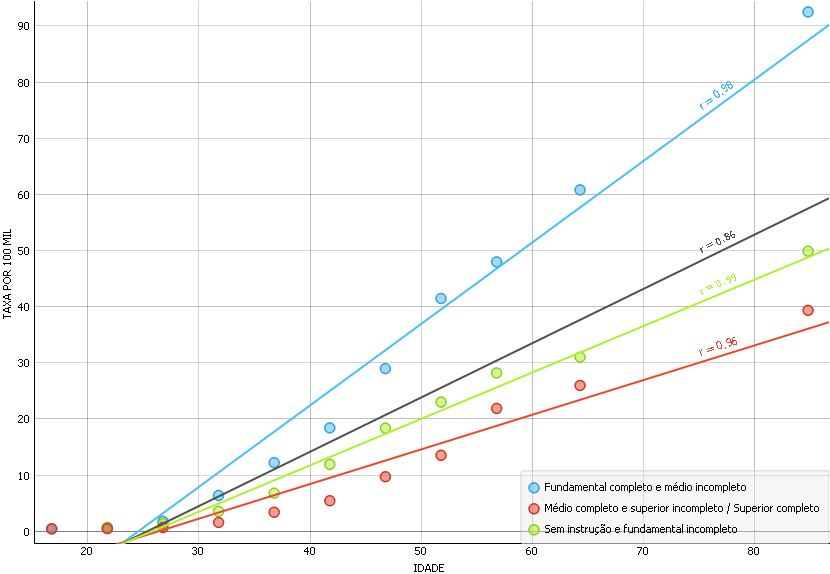 90
80
70
60
50
40
30
20
10
0
TAXA POR 100 MIL
r = 0.98
r = 0.86
r = 0.99
r = 0.96
Fundamental completo e médio incompleto
Médio completo e superior incompleto / Superior completo
Sem instrução e fundamental incompleto
20 30 40 50 60 70 80
IDADE